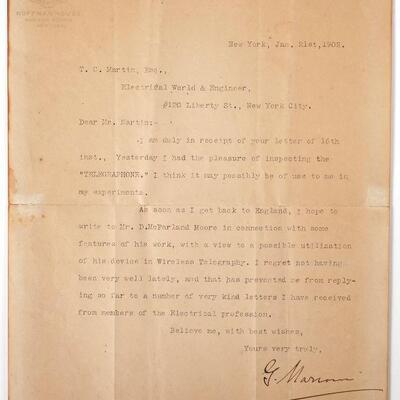 HOFFMAN HOUSE
MADISON SQUARE
NEW YORK
New York, Jan. 21st, 1902.
T. C. Martin, Esq.,
Electrical World & Engineer,
#120 Liberty St., New York City.
Dear Mr. Martin:-
I am duly in receipt of your letter of 16th
inst., Yesterday I had the pleasure of inspecting the
"TELEGRAPHONE." I think it may possibly be of use to me in
my experiments.
As soon as I get back to England, I hope to
write to Mr. D.McFarland Moore in connection with some
features of his work, with a view to a possible utilization
of his device in Wireless Telegraphy. I regret not having
been very well lately, and that has prevented me from reply-
ing so far to a number of very kind letters I have received
from members of the Electrical profession.
Believe me, with best wishes,
Yours very truly,
G. Marconi